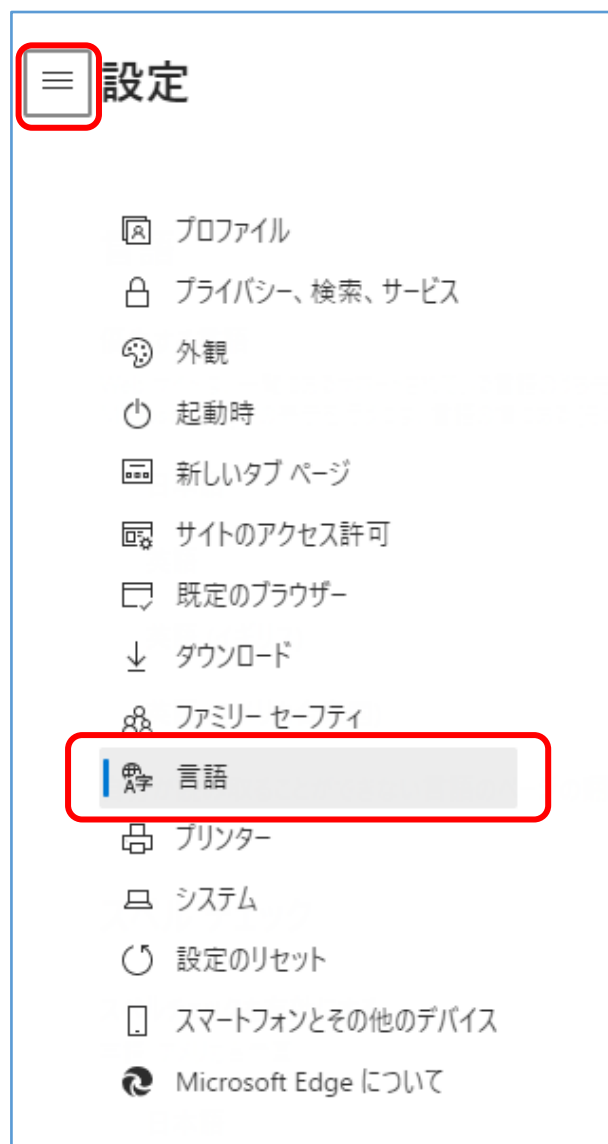 設定
プロファイル
プライバシー、検索、サービス
外観
起動時
新しいタブ ページ
サイトのアクセス許可
既定のブラウザー
ダウンロード
ファミリー セーフティ
言語
プリンター
システム
設定のリセット
スマートフォンとその他のデバイス
Microsoft Edge について